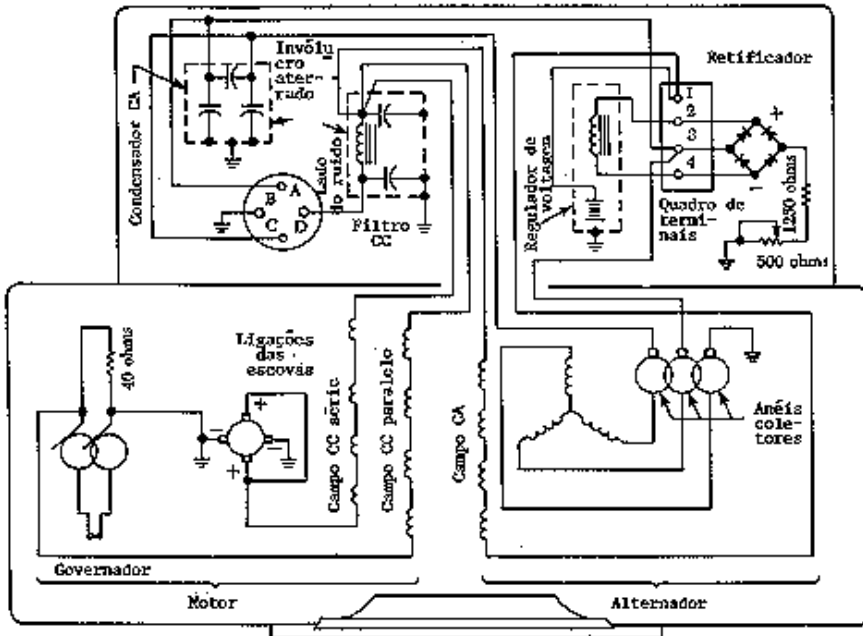 Condensador CA
Invólu
cro
ater-
rado
Lado
do ruído
Filtro
CC
A
B
C
D
Retificador
Regulador de
voltagem
1
2
3
4
+
-
Quadro de
termi-
nais
1250 ohms
500 ohms
40 ohms
Ligações
das
escovas
+
-
-
+
Campo CC série
Campo CC paralelo
Campo CA
Anéis
cole-
tores
Governador
Motor
Alternador